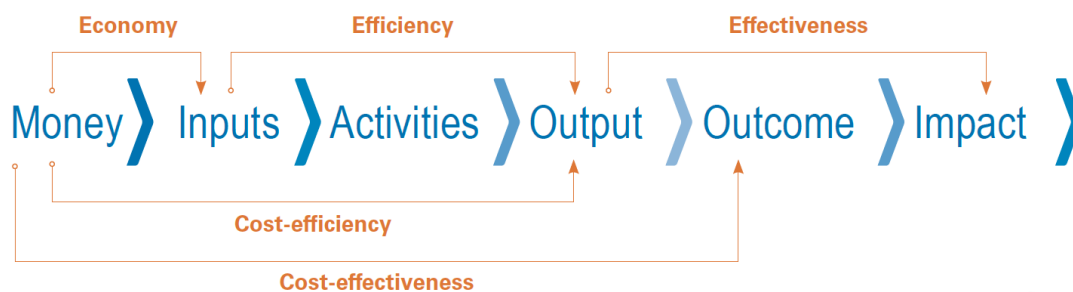 Economy Efficiency Effectiveness
Money Inputs Activities Output Outcome Impact
Cost-efficiency
Cost-effectiveness